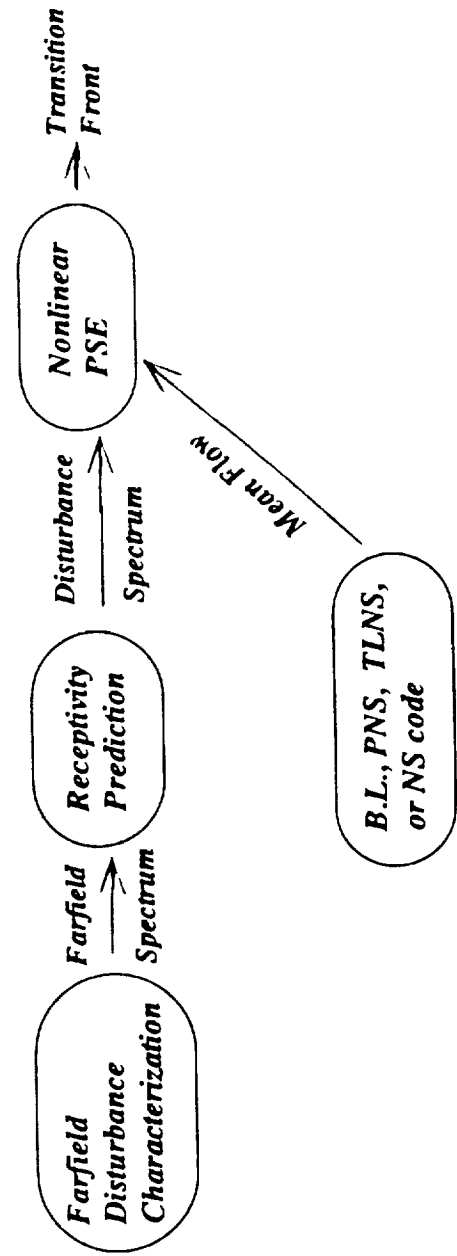 Farfield
Disturbance
Characterization
Farfield
Spectrum
Receptivity
Prediction
Disturbance
Spectrum
Nonlinear
PSE
Transition
Front
Mean Flow
B.L., PNS, TLNS,
or NS code